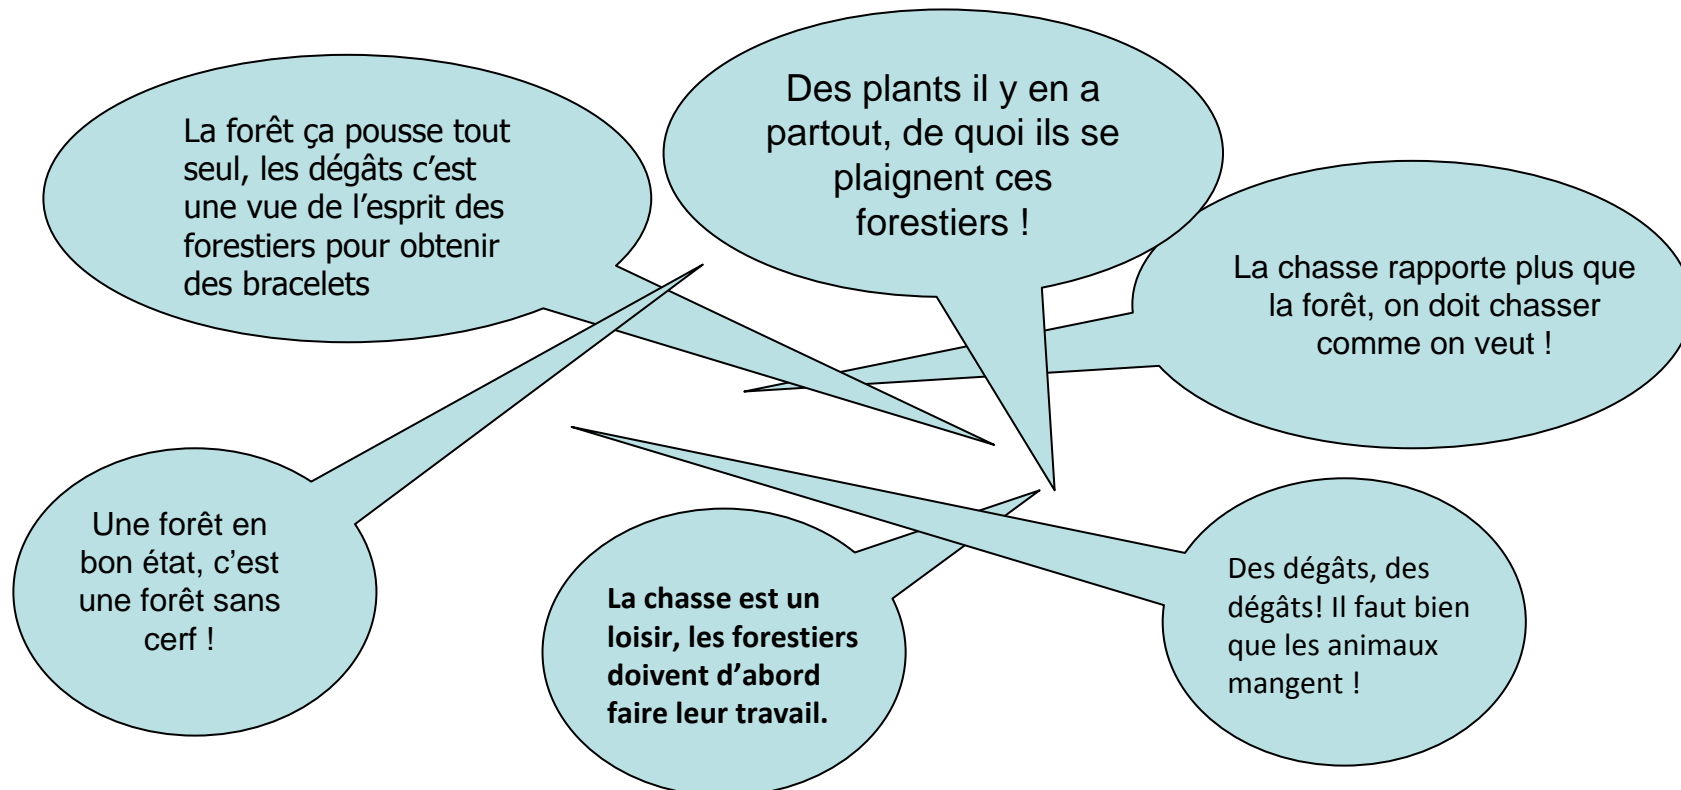 La forêt ça pousse tout
seul, les dégâts c’est
une vue de l’esprit des
forestiers pour obtenir
des bracelets
Des plants il y en a
partout, de quoi ils se
plaignent ces
forestiers !
La chasse rapporte plus que
la forêt, on doit chasser
comme on veut !
Une forêt en
bon état, c’est
une forêt sans
cerf !
La chasse est un
loisir, les forestiers
doivent d’abord
faire leur travail.
Des dégâts, des
dégâts! Il faut bien
que les animaux
mangent !